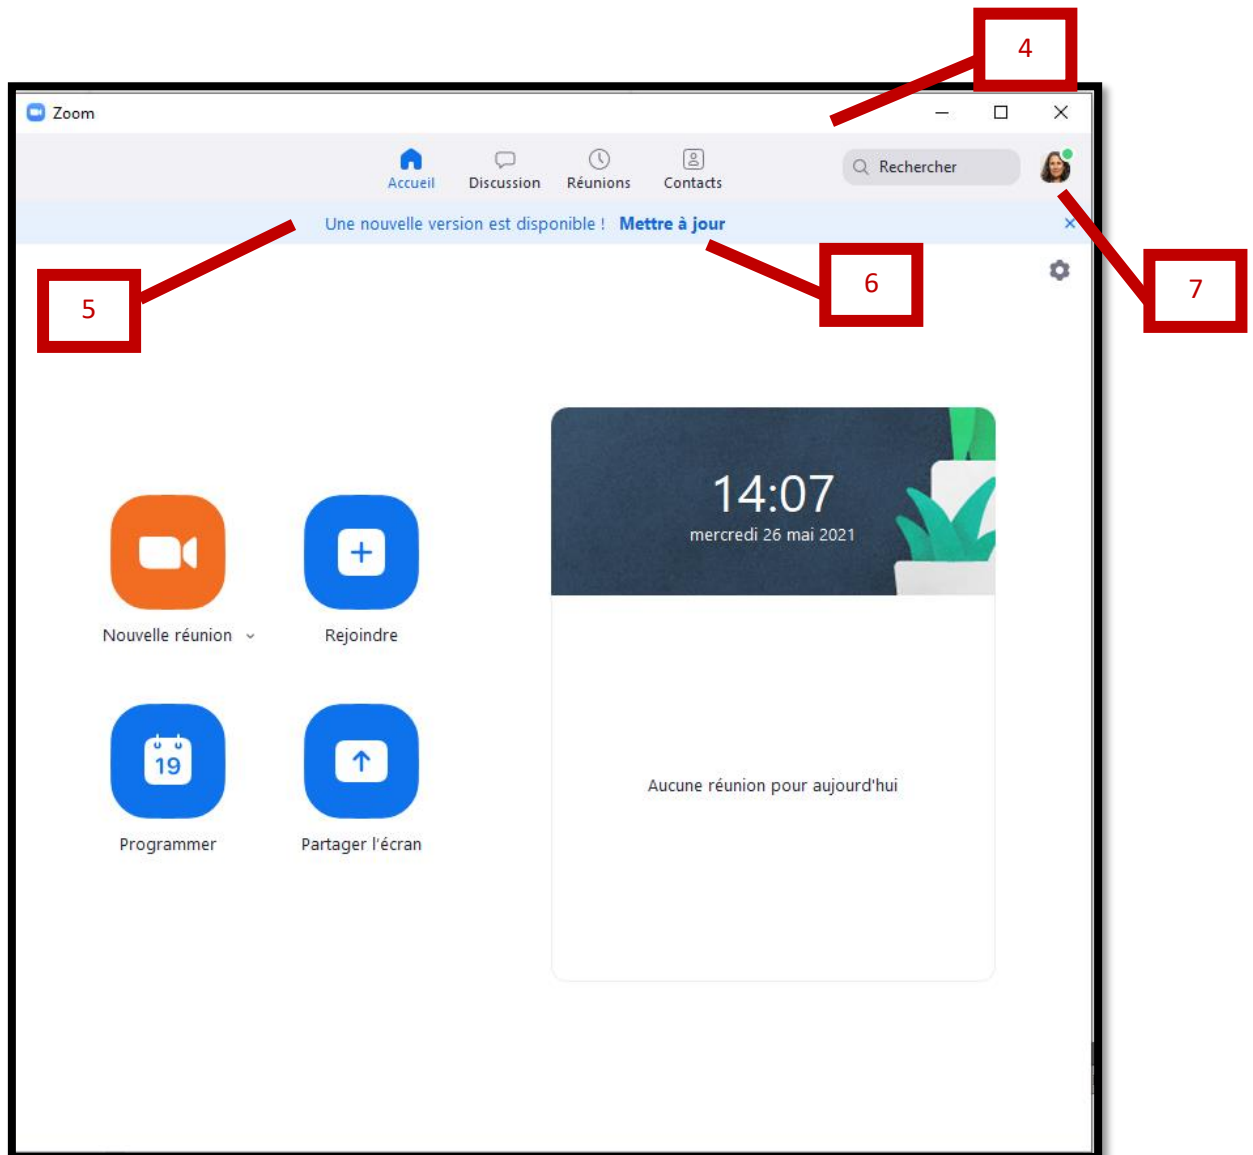 4
Zoom
Accueil Discussion Réunions Contacts Rechercher
Une nouvelle version est disponible ! Mettre à jour
5
6
7
14:07
mercredi 26 mai 2021
Nouvelle réunion Rejoindre
19
Programmer Partager l'écran
Aucune réunion pour aujourd'hui